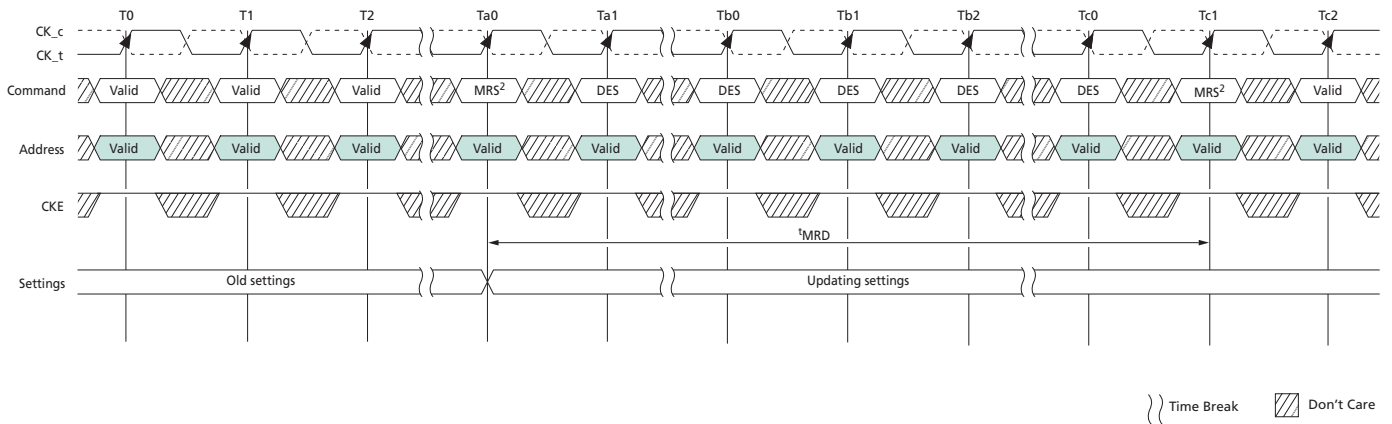 T0 T1 T2 Ta0 Ta1 Tb0 Tb1 Tb2 Tc0 Tc1 Tc2
CK_c
CK_t
Command Valid Valid Valid MRS² DES DES DES DES DES MRS² Valid
Address Valid Valid Valid Valid Valid Valid Valid Valid Valid Valid Valid
CKE
ᵗMRD
Settings Old settings Updating settings
Time Break Don't Care